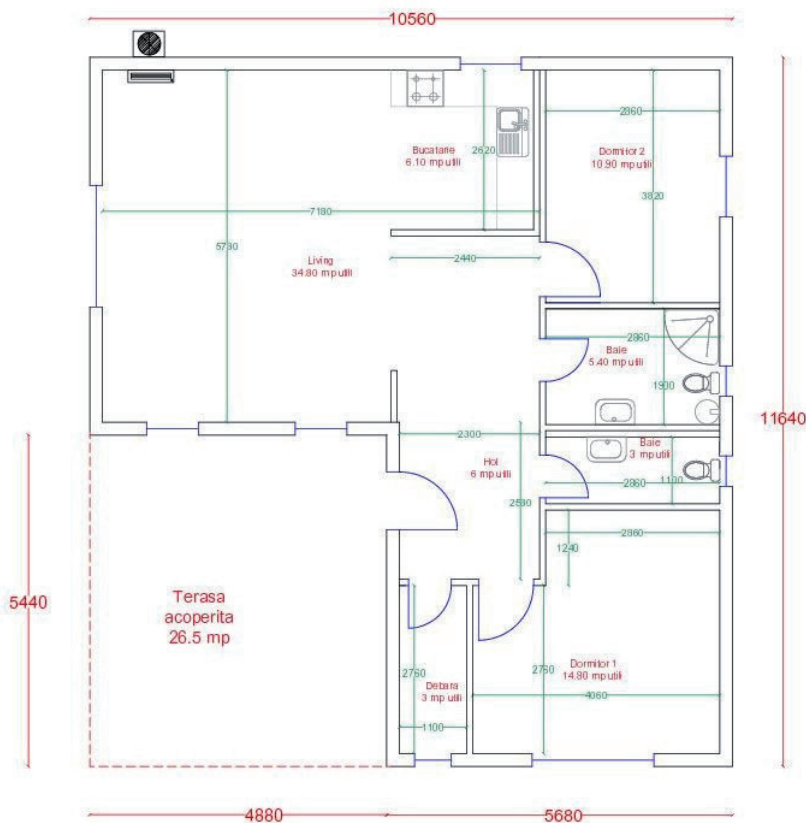 10560
2860
Dormitor 2
10.90 mp utili
3820
Bucatarie
6.10 mp utili
2620
7180
5780
Living
34.80 mp utili
2440
2860
Baie
5.40 mp utili
1900
11640
2300
Hol
6 mp utili
2580
Baie
3 mp utili
2860
1100
1240
2860
5440
Terasa
acoperita
26.5 mp
2760
Debara
3 mp utili
1100
2760
Dormitor 1
14.80 mp utili
4060
4880
5680